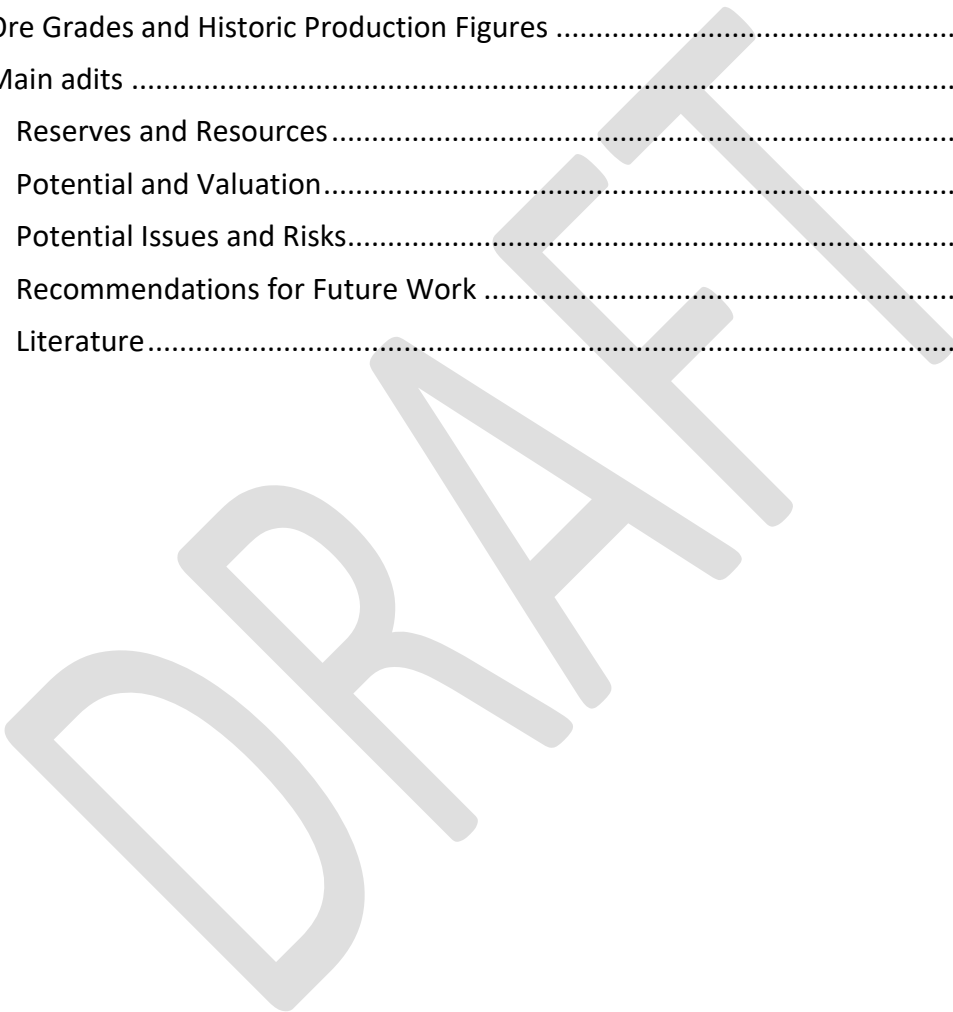 Ore Grades and Historic Production Figures ..................................................
Main adits ....................................................................................................
Reserves and Resources..............................................................................
Potential and Valuation...............................................................................
Potential Issues and Risks............................................................................
Recommendations for Future Work ...........................................................
Literature.....................................................................................................
DRAFT